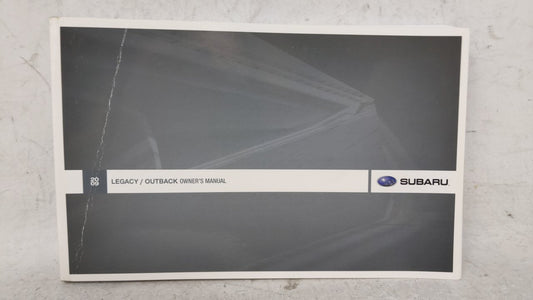 20
09
LEGACY / OUTBACK OWNER'S MANUAL
SUBARU